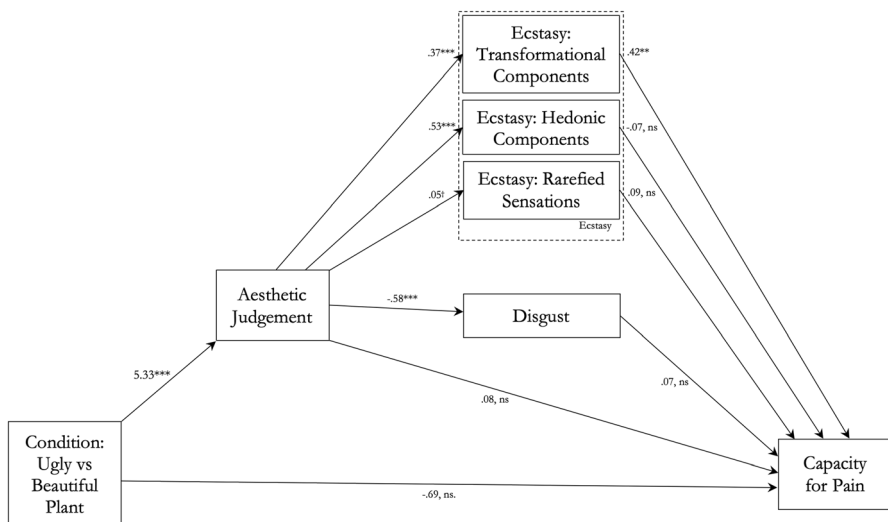 Ecstasy:
Transformational
Components
.37***
.42**
Ecstasy: Hedonic
Components
.53***
-.07, ns
Ecstasy: Rarefied
Sensations
.05†
.09, ns
Ecstasy
Aesthetic
Judgement
-.58***
Disgust
5.33***
.08, ns
.07, ns
Condition:
Ugly vs
Beautiful
Plant
Capacity
for Pain
-.69, ns.